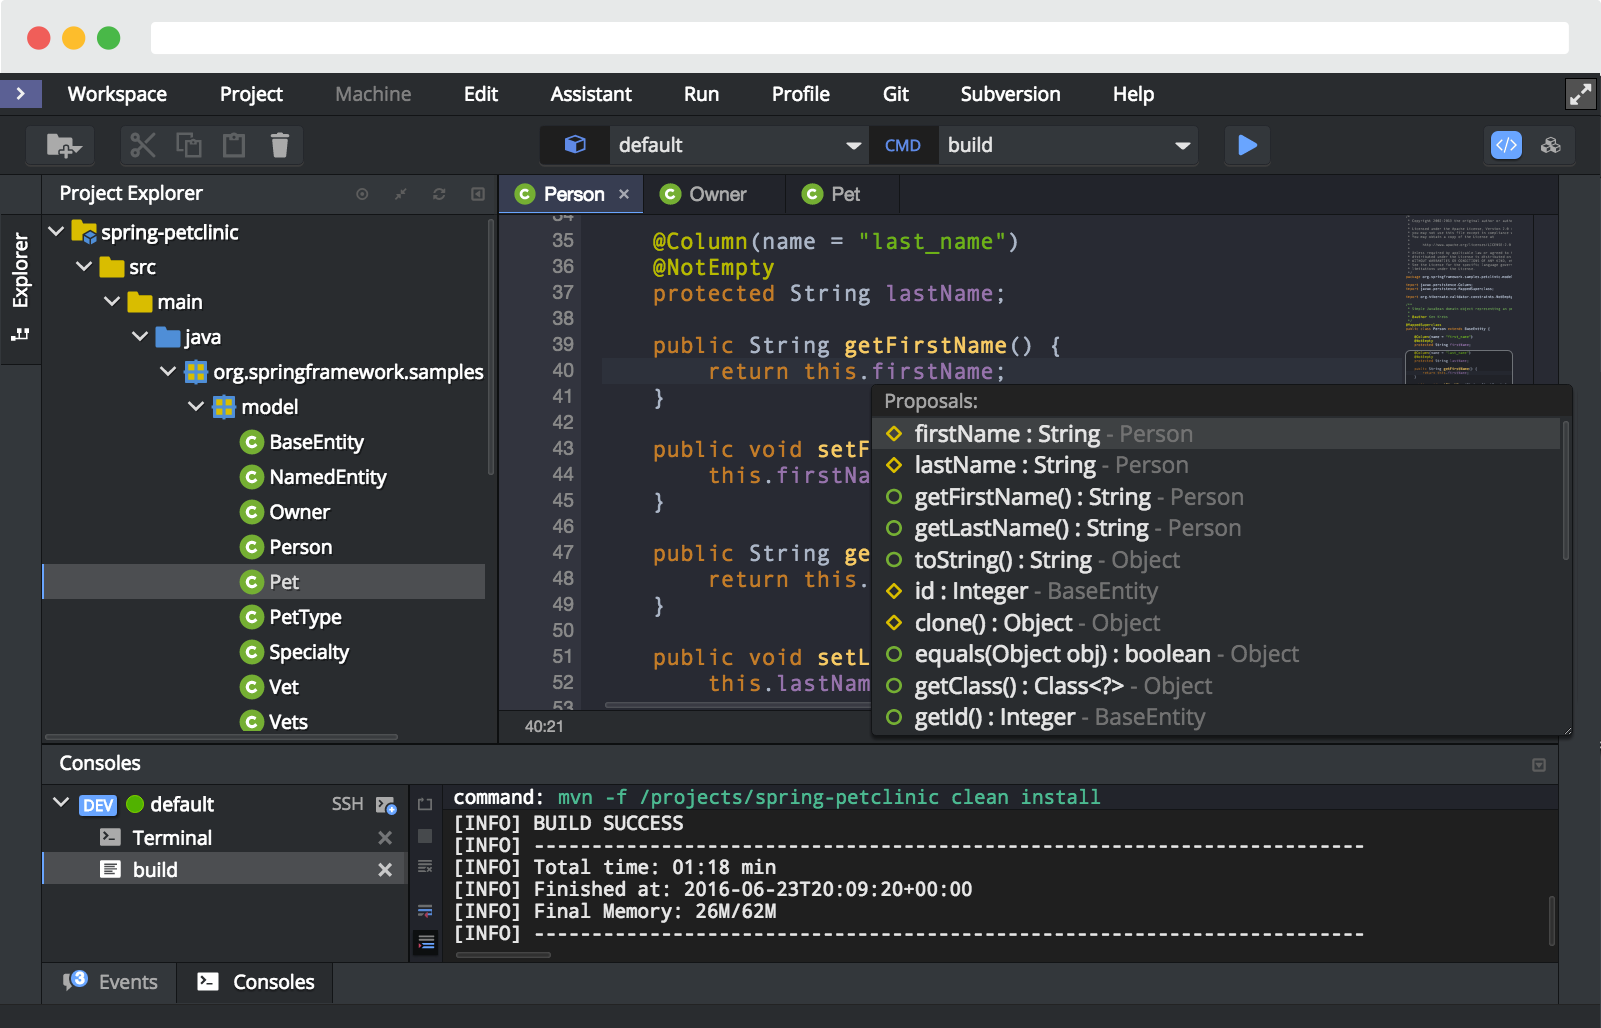 Workspace Project Machine Edit Assistant Run Profile Git Subversion Help
default CMD build
Explorer
Project Explorer
spring-petclinic
src
main
java
org.springframework.samples
model
BaseEntity
NamedEntity
Owner
Person
Pet
PetType
Specialty
Vet
Vets
Person × Owner Pet
34
35 @Column(name = "last_name")
36 @NotEmpty
37 protected String lastName;
38
39 public String getFirstName() {
40 return this.firstName;
41 }
42
43 public void setF
44 this.firstNa
45 }
46
47 public String ge
48 return this.
49 }
50
51 public void setL
52 this.lastNam
53
40:21
Proposals:
firstName : String - Person
lastName : String - Person
getFirstName() : String - Person
getLastName() : String - Person
toString() : String - Object
id : Integer - BaseEntity
clone() : Object - Object
equals(Object obj) : boolean - Object
getClass() : Class<?> - Object
getId() : Integer - BaseEntity
Consoles
DEV default SSH
Terminal
build
command: mvn -f /projects/spring-petclinic clean install
[INFO] BUILD SUCCESS
[INFO] ------------------------------------------------------------------------
[INFO] Total time: 01:18 min
[INFO] Finished at: 2016-06-23T20:09:20+00:00
[INFO] Final Memory: 26M/62M
[INFO] ------------------------------------------------------------------------
3 Events Consoles